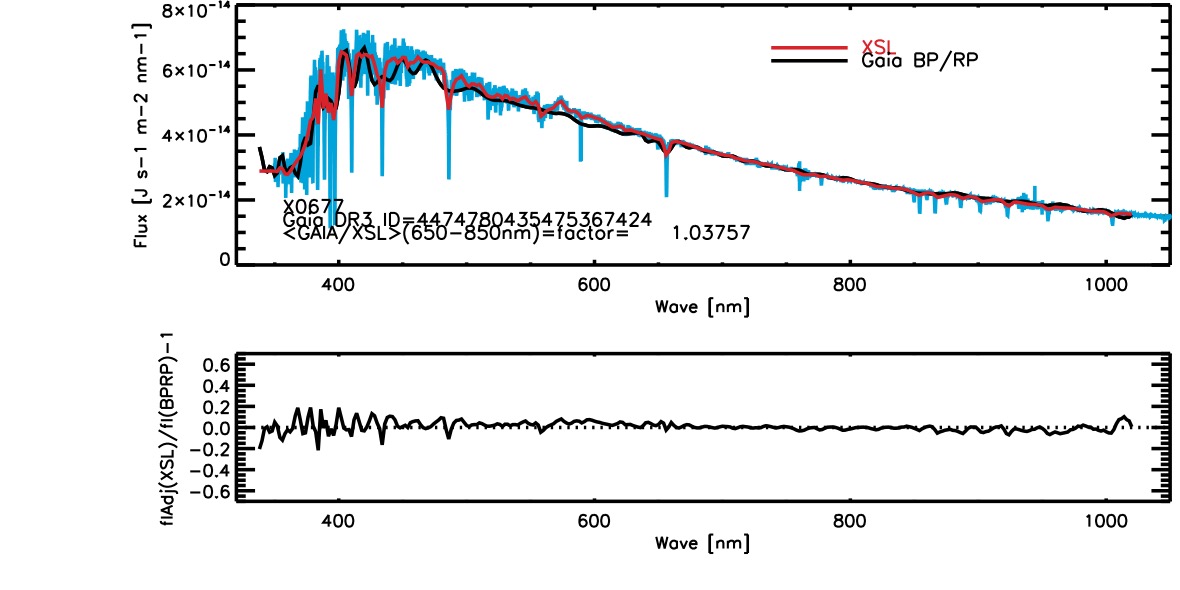 8×10−14
6×10−14
4×10−14
2×10−14
0
Flux [J s−1 m−2 nm−1]
XSL
Gaia BP/RP
X0677
Gaia DR3 ID=4474780435475367424
<GAIA/XSL>(650−850nm)=factor= 1.03757
400 600 800 1000
Wave [nm]
flAdj(XSL)/fl(BPRP)−1
0.6
0.4
0.2
0.0
−0.2
−0.4
−0.6
400 600 800 1000
Wave [nm]